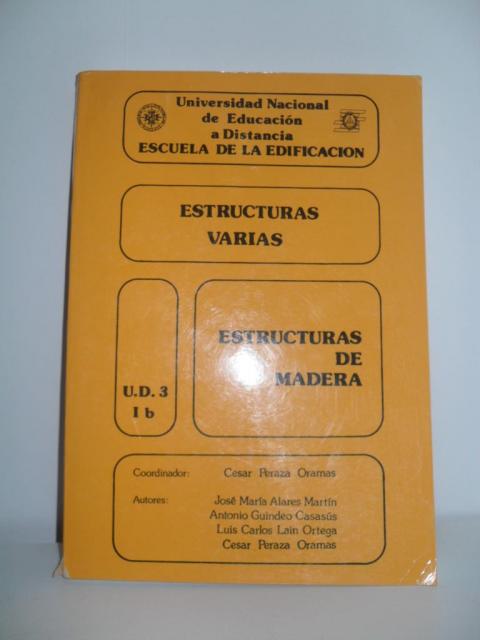 Universidad Nacional
de Educación
a Distancia
ESCUELA DE LA EDIFICACION
ESTRUCTURAS
VARIAS
U.D. 3
I b
ESTRUCTURAS
DE
MADERA
Coordinador: Cesar Peraza Oramas
Autores: José María Alares Martín
Antonio Guindeo Casasús
Luis Carlos Lain Ortega
Cesar Peraza Oramas